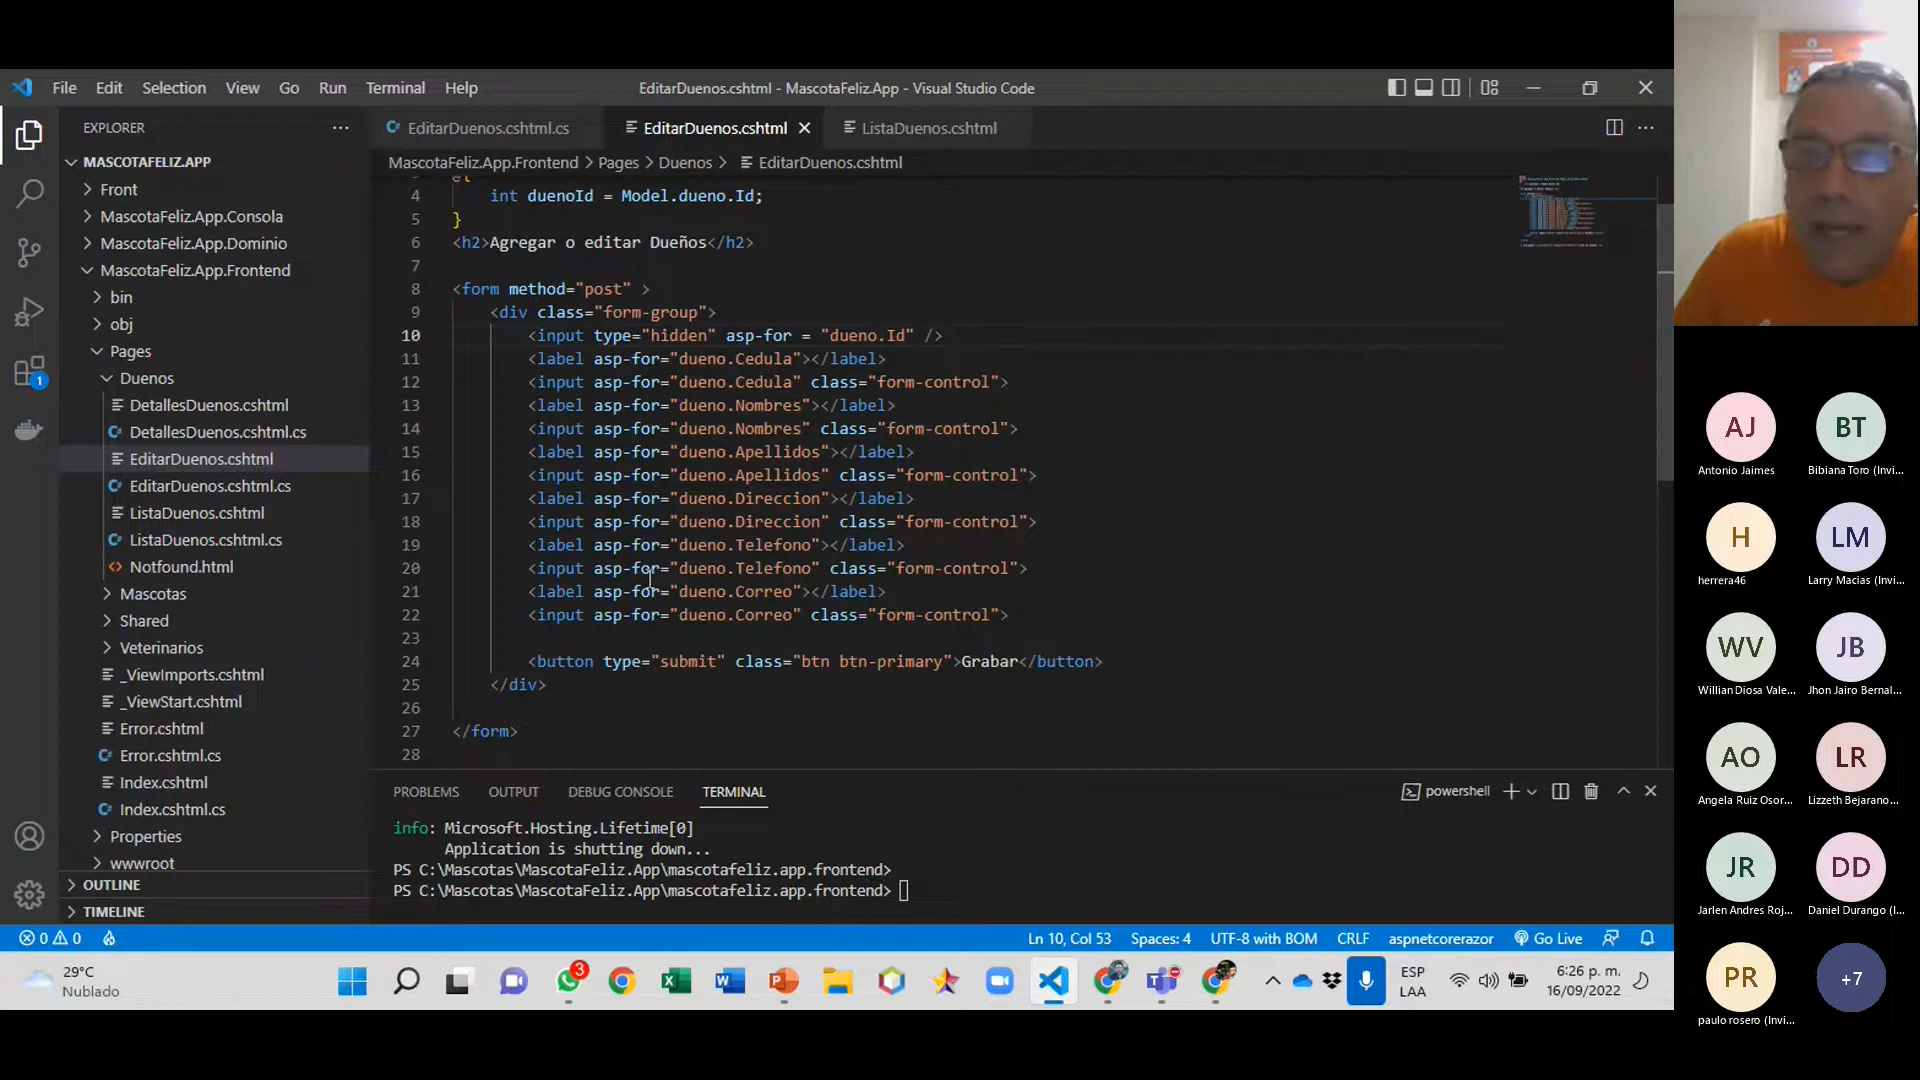 File Edit Selection View Go Run Terminal Help
EditarDuenos.cshtml - MascotaFeliz.App - Visual Studio Code
EXPLORER
MASCOTAFELIZ.APP
Front
MascotaFeliz.App.Consola
MascotaFeliz.App.Dominio
MascotaFeliz.App.Frontend
bin
obj
Pages
Duenos
DetallesDuenos.cshtml
DetallesDuenos.cshtml.cs
EditarDuenos.cshtml
EditarDuenos.cshtml.cs
ListaDuenos.cshtml
ListaDuenos.cshtml.cs
Notfound.html
Mascotas
Shared
Veterinarios
_ViewImports.cshtml
_ViewStart.cshtml
Error.cshtml
Error.cshtml.cs
Index.cshtml
Index.cshtml.cs
Properties
wwwroot
OUTLINE
TIMELINE
1
EditarDuenos.cshtml.cs
EditarDuenos.cshtml
ListaDuenos.cshtml
MascotaFeliz.App.Frontend > Pages > Duenos > EditarDuenos.cshtml
@{
4 int duenoId = Model.dueno.Id;
5 }
6 <h2>Agregar o editar Dueños</h2>
7
8 <form method="post" >
9 <div class="form-group">
10 <input type="hidden" asp-for = "dueno.Id" />
11 <label asp-for="dueno.Cedula"></label>
12 <input asp-for="dueno.Cedula" class="form-control">
13 <label asp-for="dueno.Nombres"></label>
14 <input asp-for="dueno.Nombres" class="form-control">
15 <label asp-for="dueno.Apellidos"></label>
16 <input asp-for="dueno.Apellidos" class="form-control">
17 <label asp-for="dueno.Direccion"></label>
18 <input asp-for="dueno.Direccion" class="form-control">
19 <label asp-for="dueno.Telefono"></label>
20 <input asp-for="dueno.Telefono" class="form-control">
21 <label asp-for="dueno.Correo"></label>
22 <input asp-for="dueno.Correo" class="form-control">
23
24 <button type="submit" class="btn btn-primary">Grabar</button>
25 </div>
26
27 </form>
28
PROBLEMS OUTPUT DEBUG CONSOLE TERMINAL
powershell
info: Microsoft.Hosting.Lifetime[0]
Application is shutting down...
PS C:\Mascotas\MascotaFeliz.App\mascotafeliz.app.frontend>
PS C:\Mascotas\MascotaFeliz.App\mascotafeliz.app.frontend>
0 0
Ln 10, Col 53 Spaces: 4 UTF-8 with BOM CRLF aspnetcorerazor Go Live
29°C
Nublado
3
ESP
LAA
6:26 p. m.
16/09/2022
AJ BT
Antonio Jaimes Bibiana Toro (Invi...
H LM
herrera46 Larry Macias (Invi...
WV JB
Willian Diosa Vale... Jhon Jairo Bernal...
AO LR
Angela Ruiz Osor... Lizzeth Bejarano...
JR DD
Jarlen Andres Roj... Daniel Durango (I...
PR +7
paulo rosero (Invi...